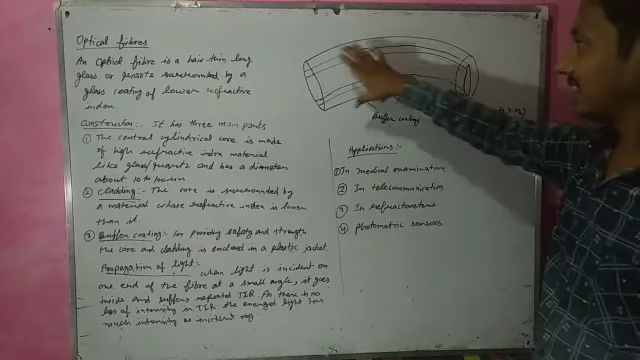 Optical fibres
An Optical fibre is a hair-thin long
glass or quartz surrounded by a
glass coating of lower refractive
index.
Construction:- It has three main parts
① The central cylindrical core is made
of high refractive index material
like glass/quartz and has a diameter
about 10 to 100um.
② Cladding:- The core is surrounded by
a material whose refractive index is lower
than it.
③ Buffer coating:- for providing safety and strength
the core and cladding is enclosed in a plastic jacket.
Propagation of light:-
when light is incident on
one end of the fibre at a small angle, it goes
inside and suffers repeated TIR. As there is no
loss of intensity in TIR the emerged light has
much intensity as incident ray.
Buffer coating
Applications:-
① In medical examination
② In telecommunication
③ In refractometers
④ photometric sensors.